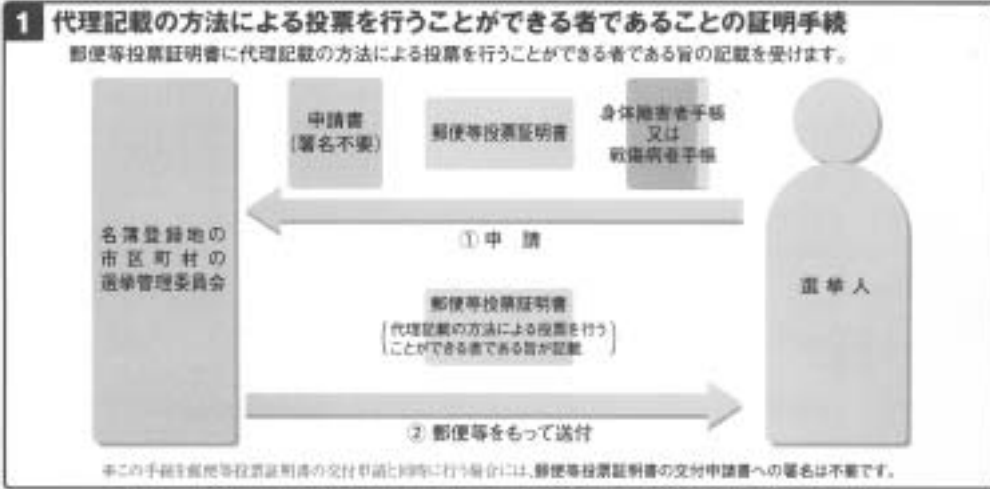 1 代理記載の方法による投票を行うことができる者であることの証明手続
郵便等投票証明書に代理記載の方法による投票を行うことができる者である旨の記載を受けます。
申請書
(署名不要)
郵便等投票証明書
身体障害者手帳
又は
戦傷病者手帳
① 申 請
名簿登録地の
市区町村の
選挙管理委員会
選挙人
郵便等投票証明書
代理記載の方法による投票を行う
ことができる者である旨が記載
② 郵便等をもって送付
※この手続を郵便等投票証明書の交付申請と同時に行う場合には、郵便等投票証明書の交付申請書への署名は不要です。